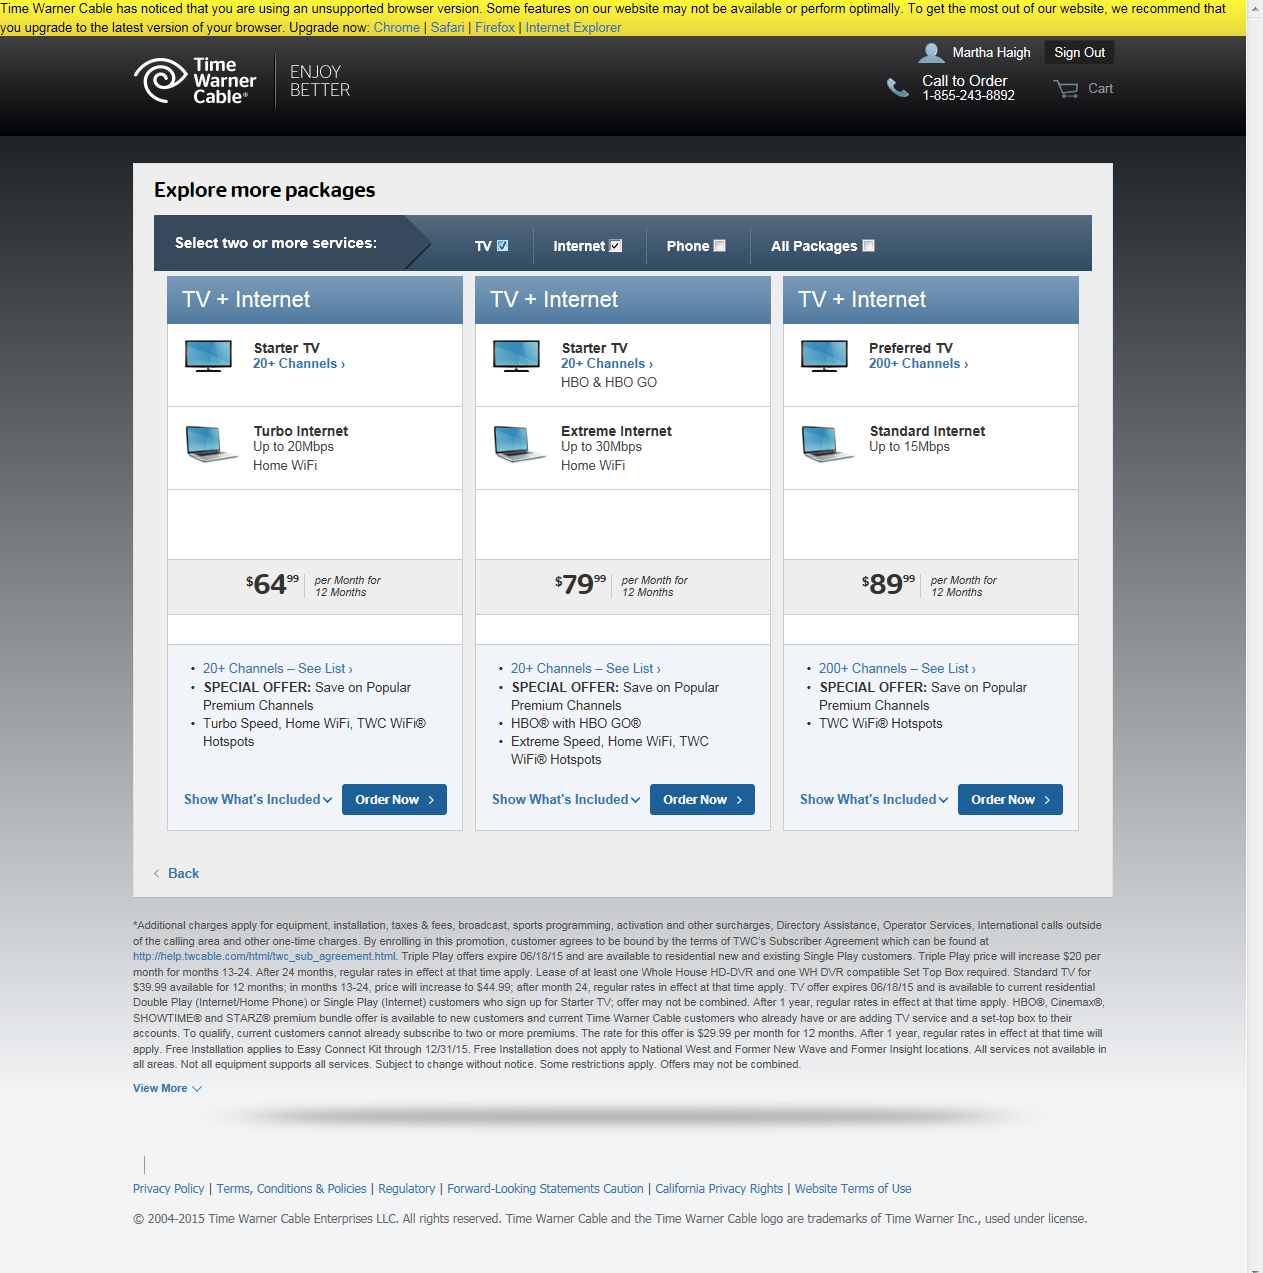 Time Warner Cable has noticed that you are using an unsupported browser version. Some features on our website may not be available or perform optimally. To get the most out of our website, we recommend that
you upgrade to the latest version of your browser. Upgrade now: Chrome | Safari | Firefox | Internet Explorer
Time
Warner
Cable®
ENJOY
BETTER
Martha Haigh
Sign Out
Call to Order
1-855-243-8892
Cart
Explore more packages
Select two or more services:
TV
Internet
Phone
All Packages
TV + Internet
Starter TV
20+ Channels ›
Turbo Internet
Up to 20Mbps
Home WiFi
$64.99 per Month for
12 Months
• 20+ Channels – See List ›
• SPECIAL OFFER: Save on Popular
Premium Channels
• Turbo Speed, Home WiFi, TWC WiFi®
Hotspots
Show What's Included
Order Now
TV + Internet
Starter TV
20+ Channels ›
HBO & HBO GO
Extreme Internet
Up to 30Mbps
Home WiFi
$79.99 per Month for
12 Months
• 20+ Channels – See List ›
• SPECIAL OFFER: Save on Popular
Premium Channels
• HBO® with HBO GO®
• Extreme Speed, Home WiFi, TWC
WiFi® Hotspots
Show What's Included
Order Now
TV + Internet
Preferred TV
200+ Channels ›
Standard Internet
Up to 15Mbps
$89.99 per Month for
12 Months
• 200+ Channels – See List ›
• SPECIAL OFFER: Save on Popular
Premium Channels
• TWC WiFi® Hotspots
Show What's Included
Order Now
Back
*Additional charges apply for equipment, installation, taxes & fees, broadcast, sports programming, activation and other surcharges, Directory Assistance, Operator Services, International calls outside
of the calling area and other one-time charges. By enrolling in this promotion, customer agrees to be bound by the terms of TWC's Subscriber Agreement which can be found at
http://help.twcable.com/html/twc_sub_agreement.html. Triple Play offers expire 06/18/15 and are available to residential new and existing Single Play customers. Triple Play price will increase $20 per
month for months 13-24. After 24 months, regular rates in effect at that time apply. Lease of at least one Whole House HD-DVR and one WH DVR compatible Set Top Box required. Standard TV for
$39.99 available for 12 months; in months 13-24, price will increase to $44.99; after month 24, regular rates in effect at that time apply. TV offer expires 06/18/15 and is available to current residential
Double Play (Internet/Home Phone) or Single Play (Internet) customers who sign up for Starter TV; offer may not be combined. After 1 year, regular rates in effect at that time apply. HBO®, Cinemax®,
SHOWTIME® and STARZ® premium bundle offer is available to new customers and current Time Warner Cable customers who already have or are adding TV service and a set-top box to their
accounts. To qualify, current customers cannot already subscribe to two or more premiums. The rate for this offer is $29.99 per month for 12 months. After 1 year, regular rates in effect at that time will
apply. Free Installation applies to Easy Connect Kit through 12/31/15. Free Installation does not apply to National West and Former New Wave and Former Insight locations. All services not available in
all areas. Not all equipment supports all services. Subject to change without notice. Some restrictions apply. Offers may not be combined.
View More
Privacy Policy | Terms, Conditions & Policies | Regulatory | Forward-Looking Statements Caution | California Privacy Rights | Website Terms of Use
© 2004-2015 Time Warner Cable Enterprises LLC. All rights reserved. Time Warner Cable and the Time Warner Cable logo are trademarks of Time Warner Inc., used under license.